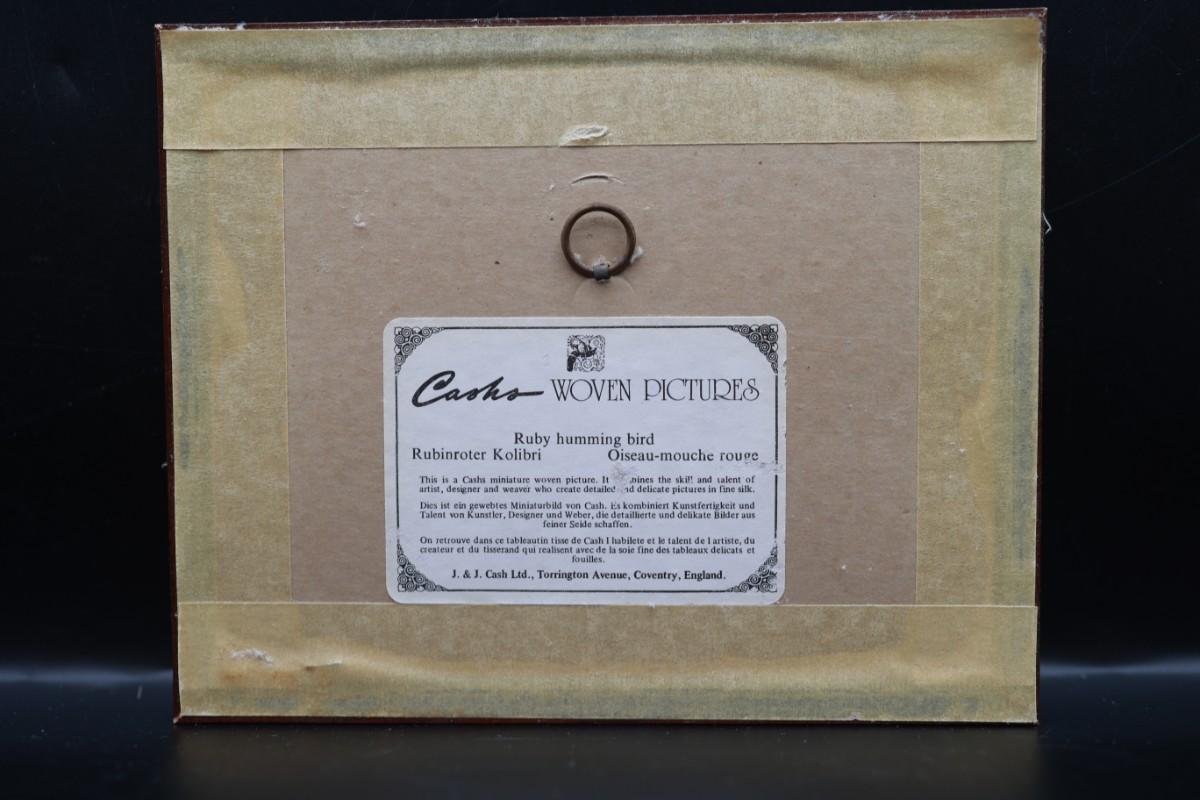 Cashs WOVEN PICTURES
Ruby humming bird
Rubinroter Kolibri Oiseau-mouche rouge
This is a Cashs miniature woven picture. It the skill and talent of
artist, designer and weaver who create detailed delicate pictures in fine silk.
Dies ist ein gewebtes Miniaturbild von Cash. Es kombiniert Kunstfertigkeit und
Talent von Kunstler, Designer und Weber, die detaillierte und delikate Bilder aus
feiner Seide schaffen.
On retrouve dans ce tableautin tisse de Cash l habilete et le talent de l artiste, du
createur et du tisserand qui realisent avec de la soie fine des tableaux delicats et
fouilles.
J. & J. Cash Ltd., Torrington Avenue, Coventry, England.